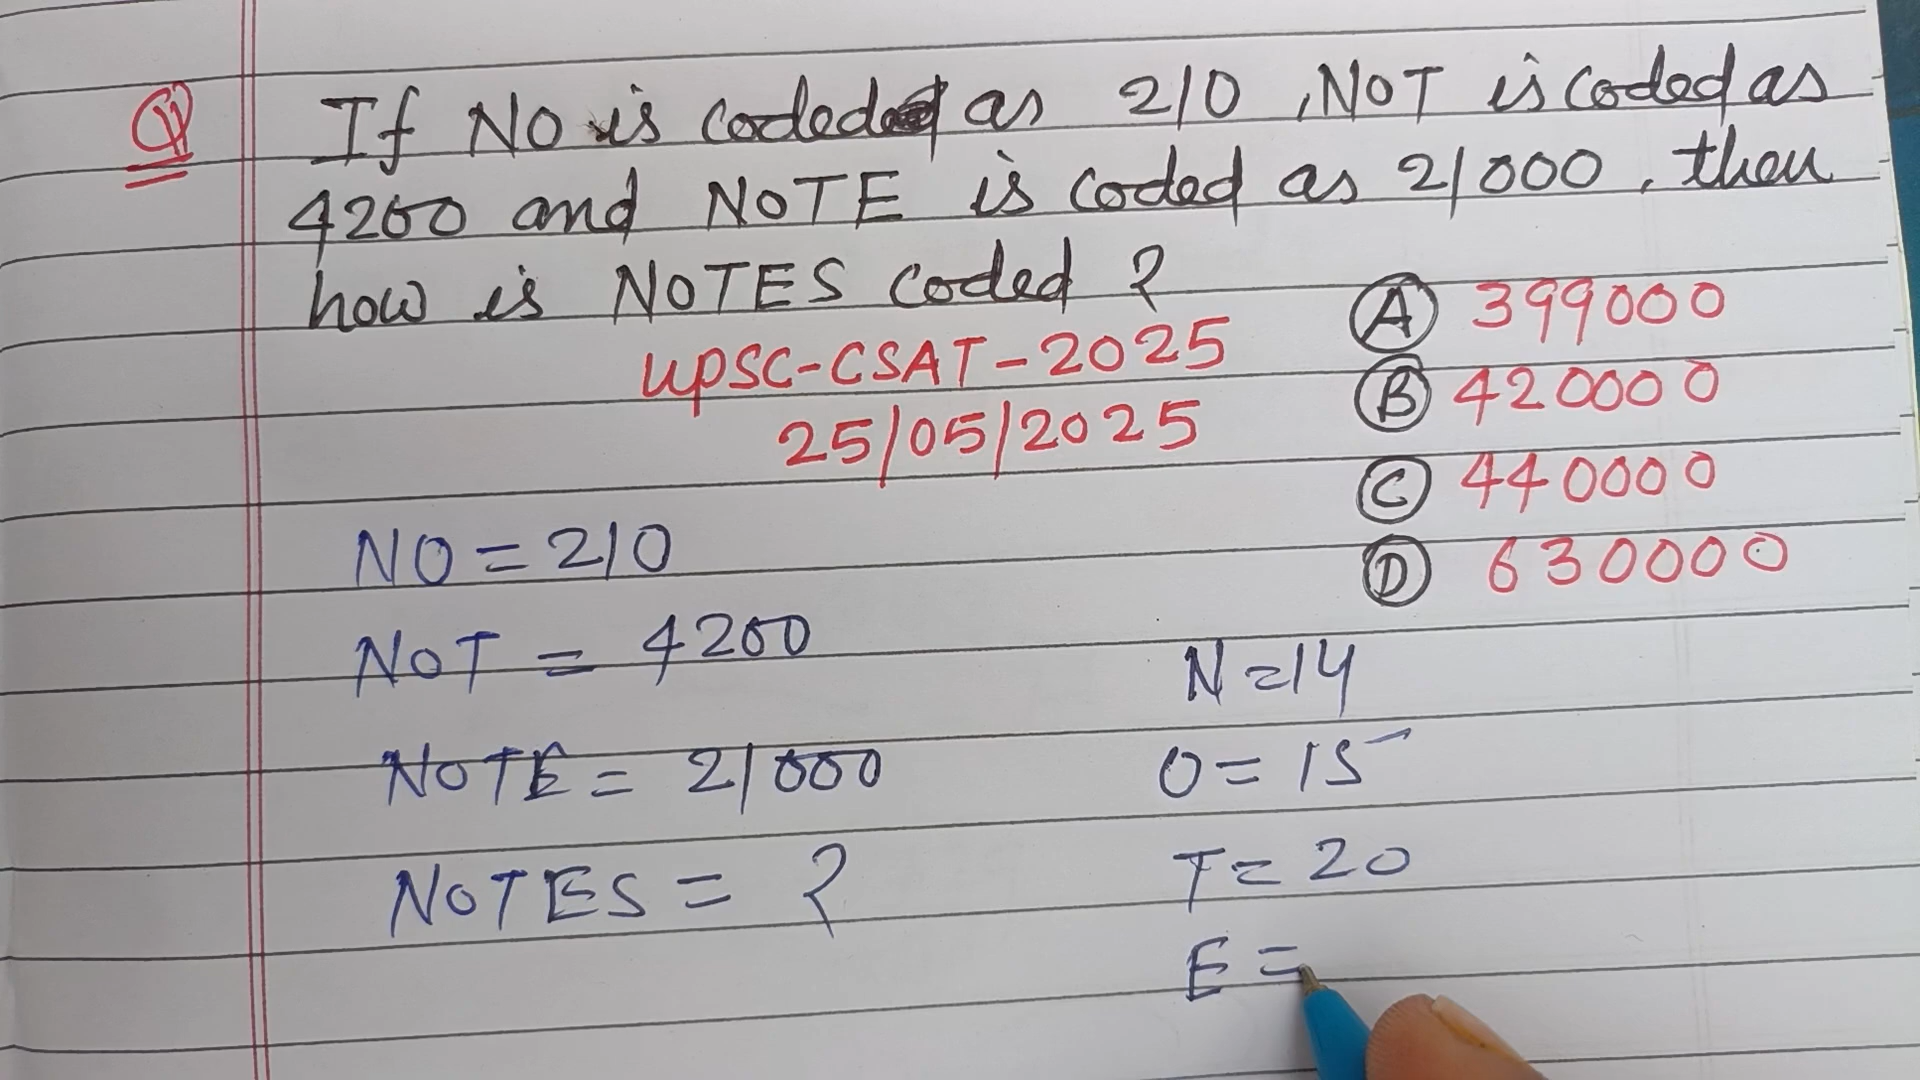 Q If NO is coded as 210, NOT is coded as
4200 and NOTE is coded as 21000, then
how is NOTES coded ?
UPSC-CSAT-2025
25/05/2025
A 399000
B 420000
C 440000
D 630000
NO = 210
NOT = 4200
NOTE = 21000
NOTES = ?
N = 14
O = 15
T = 20
E =